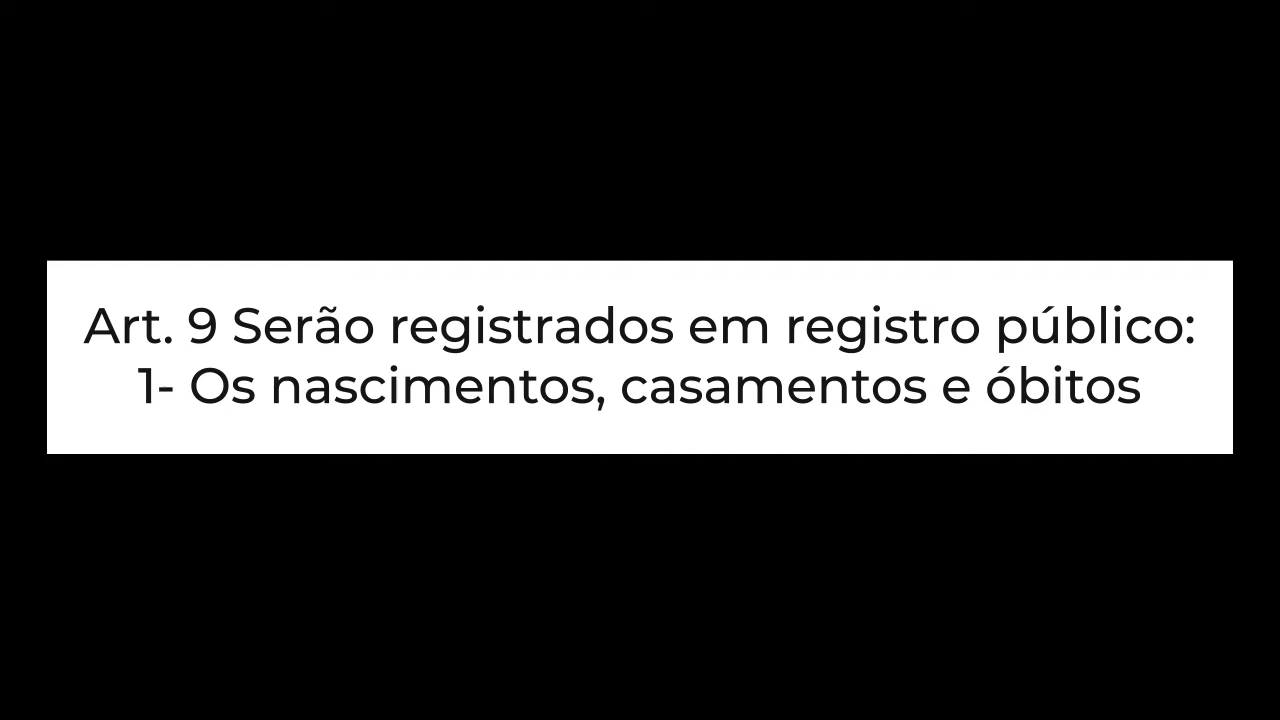 Art. 9 Serão registrados em registro público:
1- Os nascimentos, casamentos e óbitos